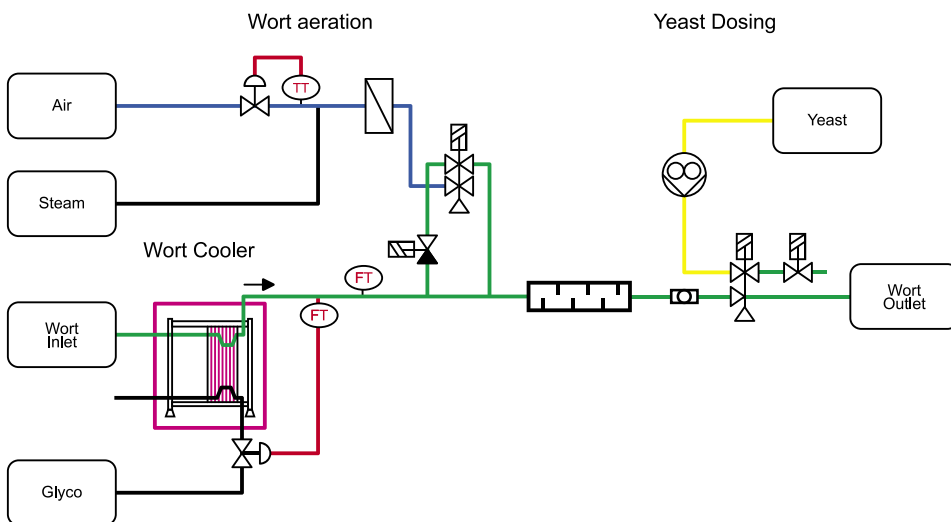 Wort aeration
Yeast Dosing
Air
TT
Yeast
Steam
Wort Cooler
FT
FT
Wort
Inlet
Wort
Outlet
Glyco